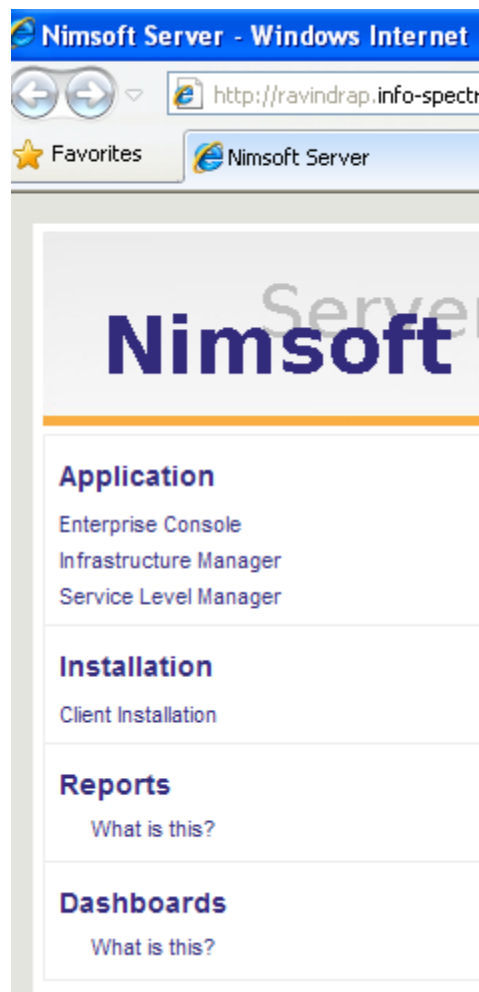 Nimsoft Server - Windows Internet
http://ravindrap.info-spectr
Favorites
Nimsoft Server
Server
Nimsoft
Application
Enterprise Console
Infrastructure Manager
Service Level Manager
Installation
Client Installation
Reports
What is this?
Dashboards
What is this?